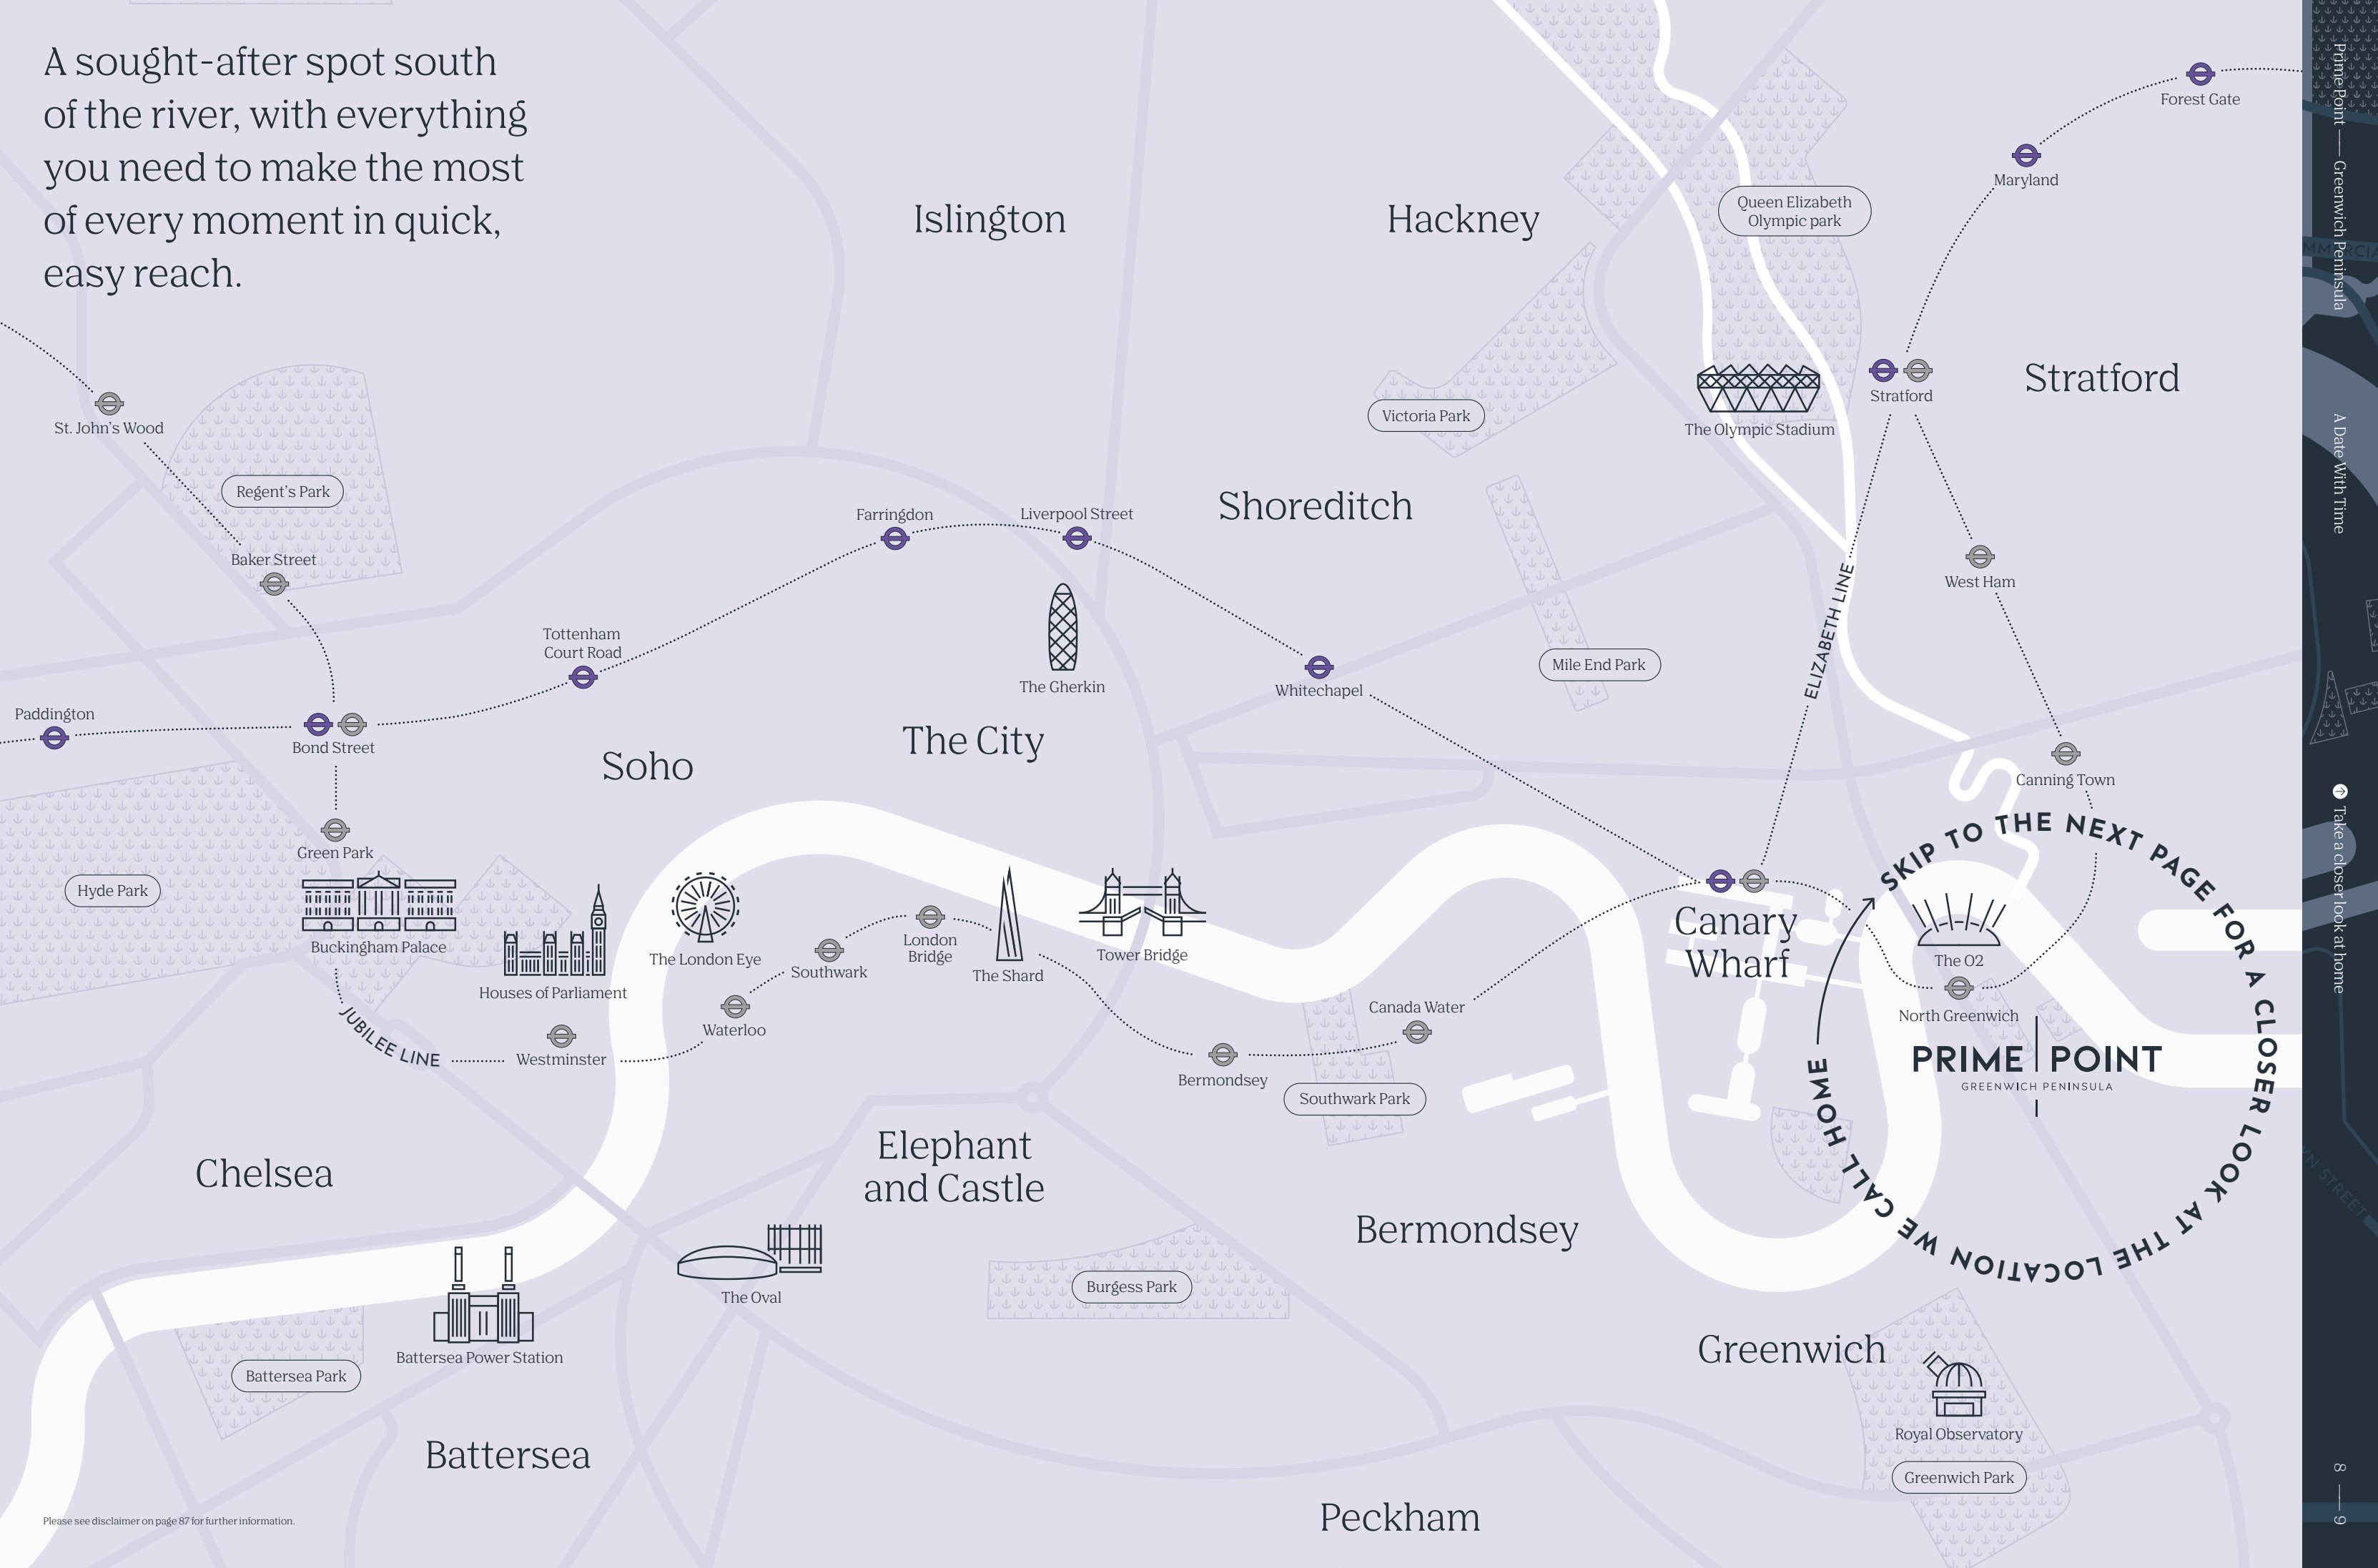 A sought-after spot south
of the river, with everything
you need to make the most
of every moment in quick,
easy reach.
Islington
Hackney
Queen Elizabeth
Olympic park
Forest Gate
Maryland
Stratford
Stratford
The Olympic Stadium
Victoria Park
St. John's Wood
Regent's Park
Baker Street
Farringdon
Liverpool Street
Shoreditch
West Ham
ELIZABETH LINE
Tottenham
Court Road
The Gherkin
Whitechapel
Mile End Park
Paddington
Bond Street
Soho
The City
Canning Town
Green Park
Hyde Park
Buckingham Palace
Houses of Parliament
The London Eye
Southwark
London
Bridge
The Shard
Tower Bridge
Canary
Wharf
The O2
North Greenwich
JUBILEE LINE
Westminster
Waterloo
Bermondsey
Canada Water
Southwark Park
PRIME POINT
GREENWICH PENINSULA
SKIP TO THE NEXT PAGE FOR A CLOSER LOOK AT THE LOCATION WE CALL HOME
Chelsea
Elephant
and Castle
Bermondsey
The Oval
Burgess Park
Battersea Power Station
Battersea Park
Battersea
Greenwich
Royal Observatory
Greenwich Park
Peckham
Please see disclaimer on page 87 for further information.
Prime Point — Greenwich Peninsula
A Date With Time
Take a closer look at home
8 — 9